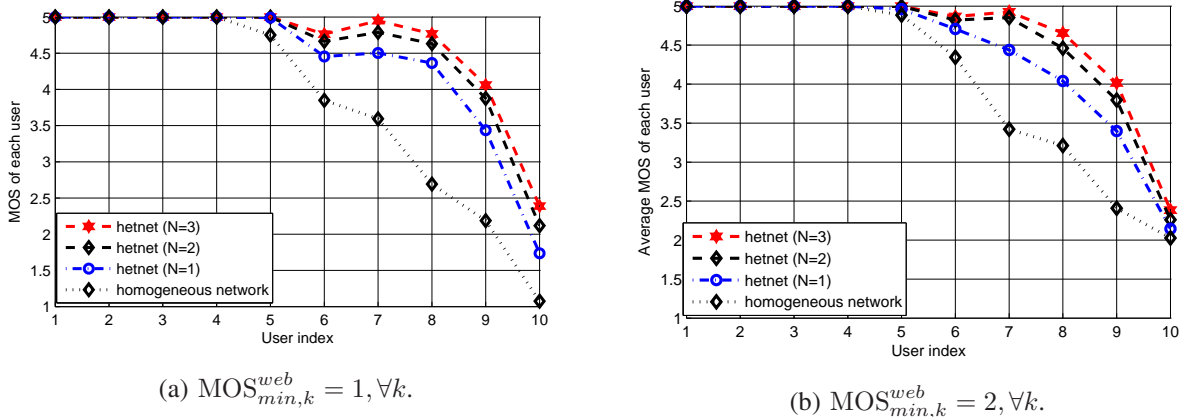 5
4.5
4
3.5
3
2.5
2
1.5
1
MOS of each user
hetnet (N=3)
hetnet (N=2)
hetnet (N=1)
homogeneous network
1 2 3 4 5 6 7 8 9 10
User index
(a) MOS^{web}_{min,k} = 1, ∀k.
5
4.5
4
3.5
3
2.5
2
1.5
1
Average MOS of each user
hetnet (N=3)
hetnet (N=2)
hetnet (N=1)
homogeneous network
1 2 3 4 5 6 7 8 9 10
User index
(b) MOS^{web}_{min,k} = 2, ∀k.